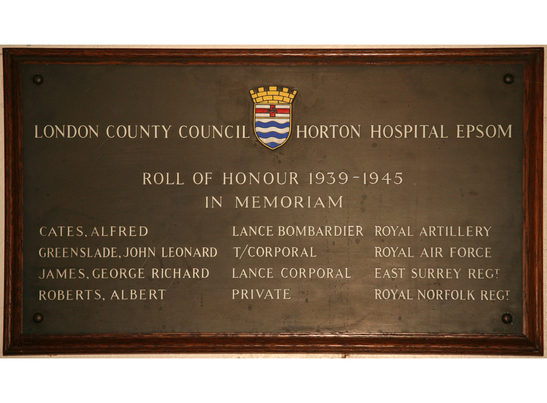 LONDON COUNTY COUNCIL HORTON HOSPITAL EPSOM
ROLL OF HONOUR 1939-1945
IN MEMORIAM
CATES, ALFRED LANCE BOMBARDIER ROYAL ARTILLERY
GREENSLADE, JOHN LEONARD T/CORPORAL ROYAL AIR FORCE
JAMES, GEORGE RICHARD LANCE CORPORAL EAST SURREY REGT
ROBERTS, ALBERT PRIVATE ROYAL NORFOLK REGT